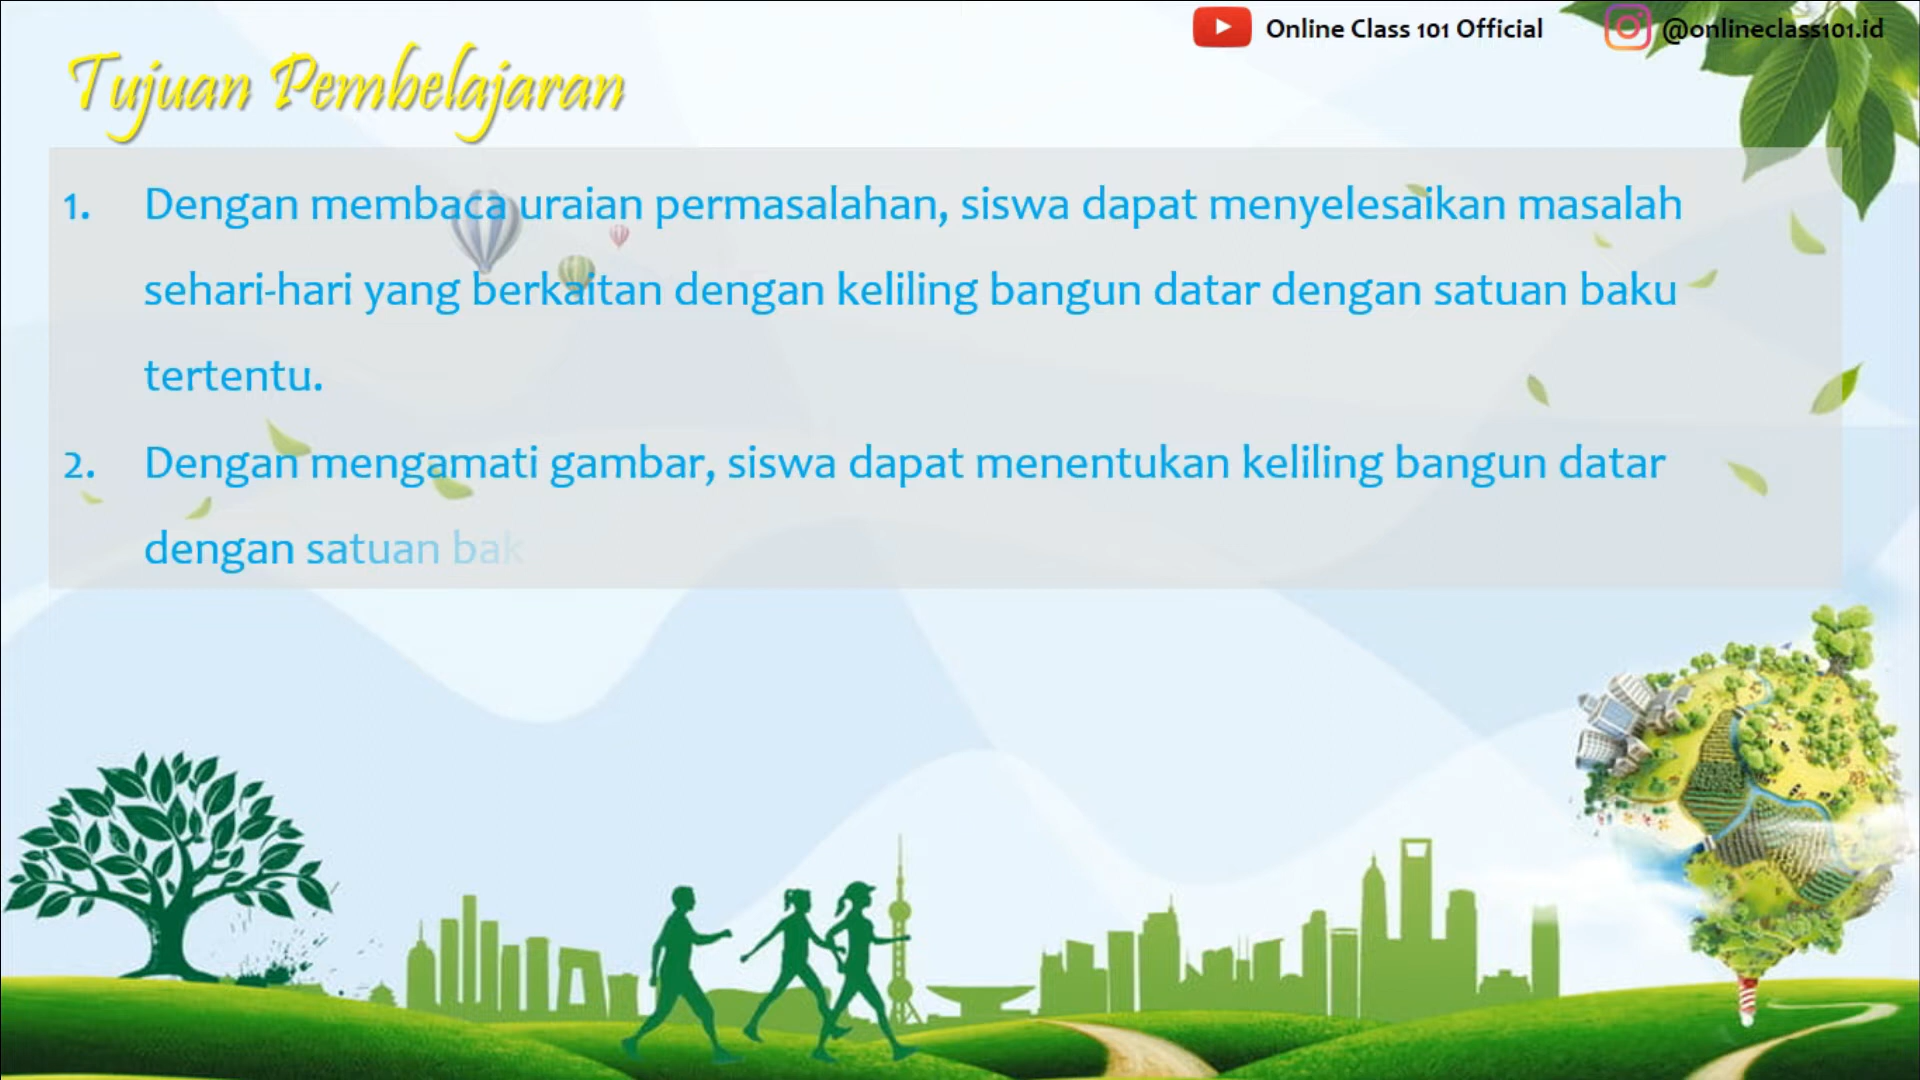 Online Class 101 Official
@onlineclass101.id
Tujuan Pembelajaran
1. Dengan membaca uraian permasalahan, siswa dapat menyelesaikan masalah
sehari-hari yang berkaitan dengan keliling bangun datar dengan satuan baku
tertentu.
2. Dengan mengamati gambar, siswa dapat menentukan keliling bangun datar
dengan satuan bak